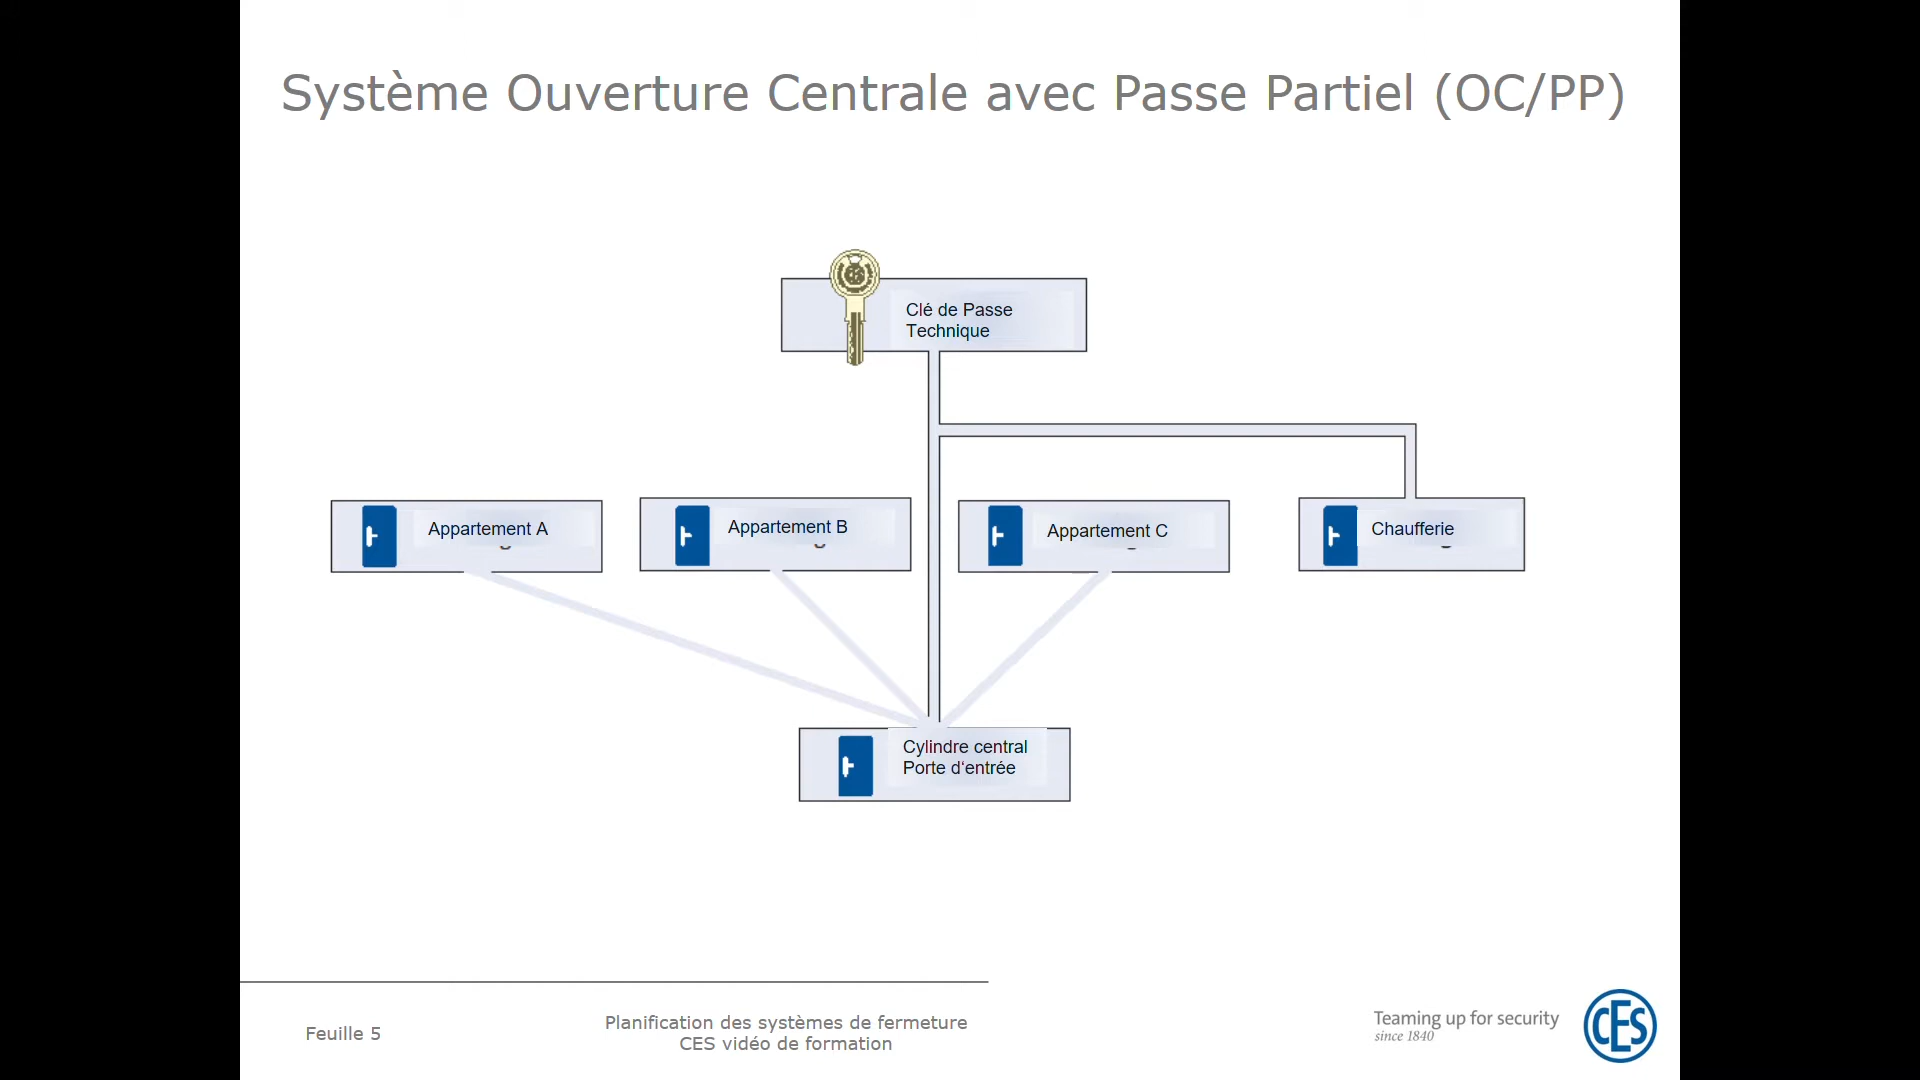 Système Ouverture Centrale avec Passe Partiel (OC/PP)
Clé de Passe
Technique
Appartement A
Appartement B
Appartement C
Chaufferie
Cylindre central
Porte d‘entrée
Feuille 5
Planification des systèmes de fermeture
CES vidéo de formation
Teaming up for security
since 1840
CES